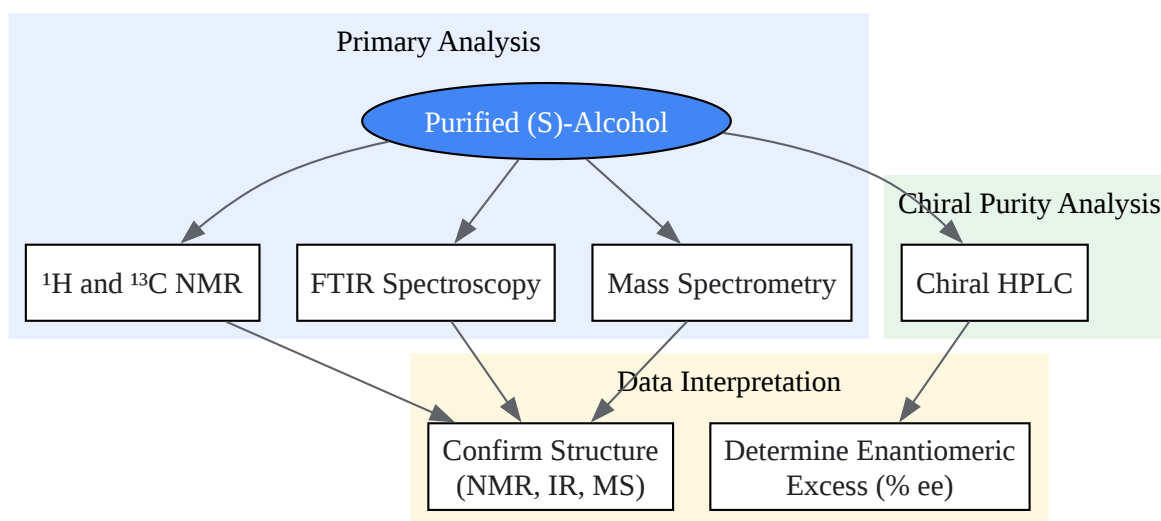 Primary Analysis
Purified (S)-Alcohol
Chiral Purity Analysis
¹H and ¹³C NMR
FTIR Spectroscopy
Mass Spectrometry
Chiral HPLC
Data Interpretation
Confirm Structure
(NMR, IR, MS)
Determine Enantiomeric
Excess (% ee)